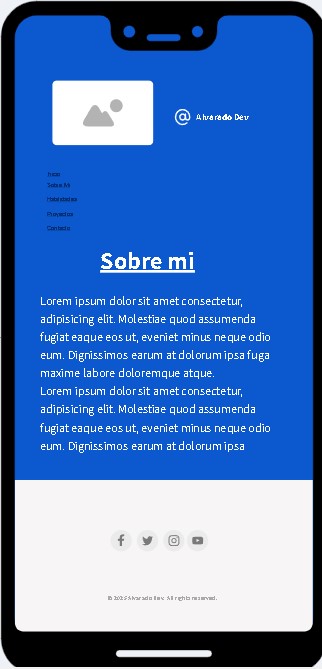 @ Alvarado Dev
Inicio
Sobre Mi
Habilidades
Proyectos
Contacto
Sobre mi
Lorem ipsum dolor sit amet consectetur,
adipisicing elit. Molestiae quod assumenda
fugiat eaque eos ut, eveniet minus neque odio
eum. Dignissimos earum at dolorum ipsa fuga
maxime labore doloremque atque.
Lorem ipsum dolor sit amet consectetur,
adipisicing elit. Molestiae quod assumenda
fugiat eaque eos ut, eveniet minus neque odio
eum. Dignissimos earum at dolorum ipsa
Alvarado Dev. All rights reserved.